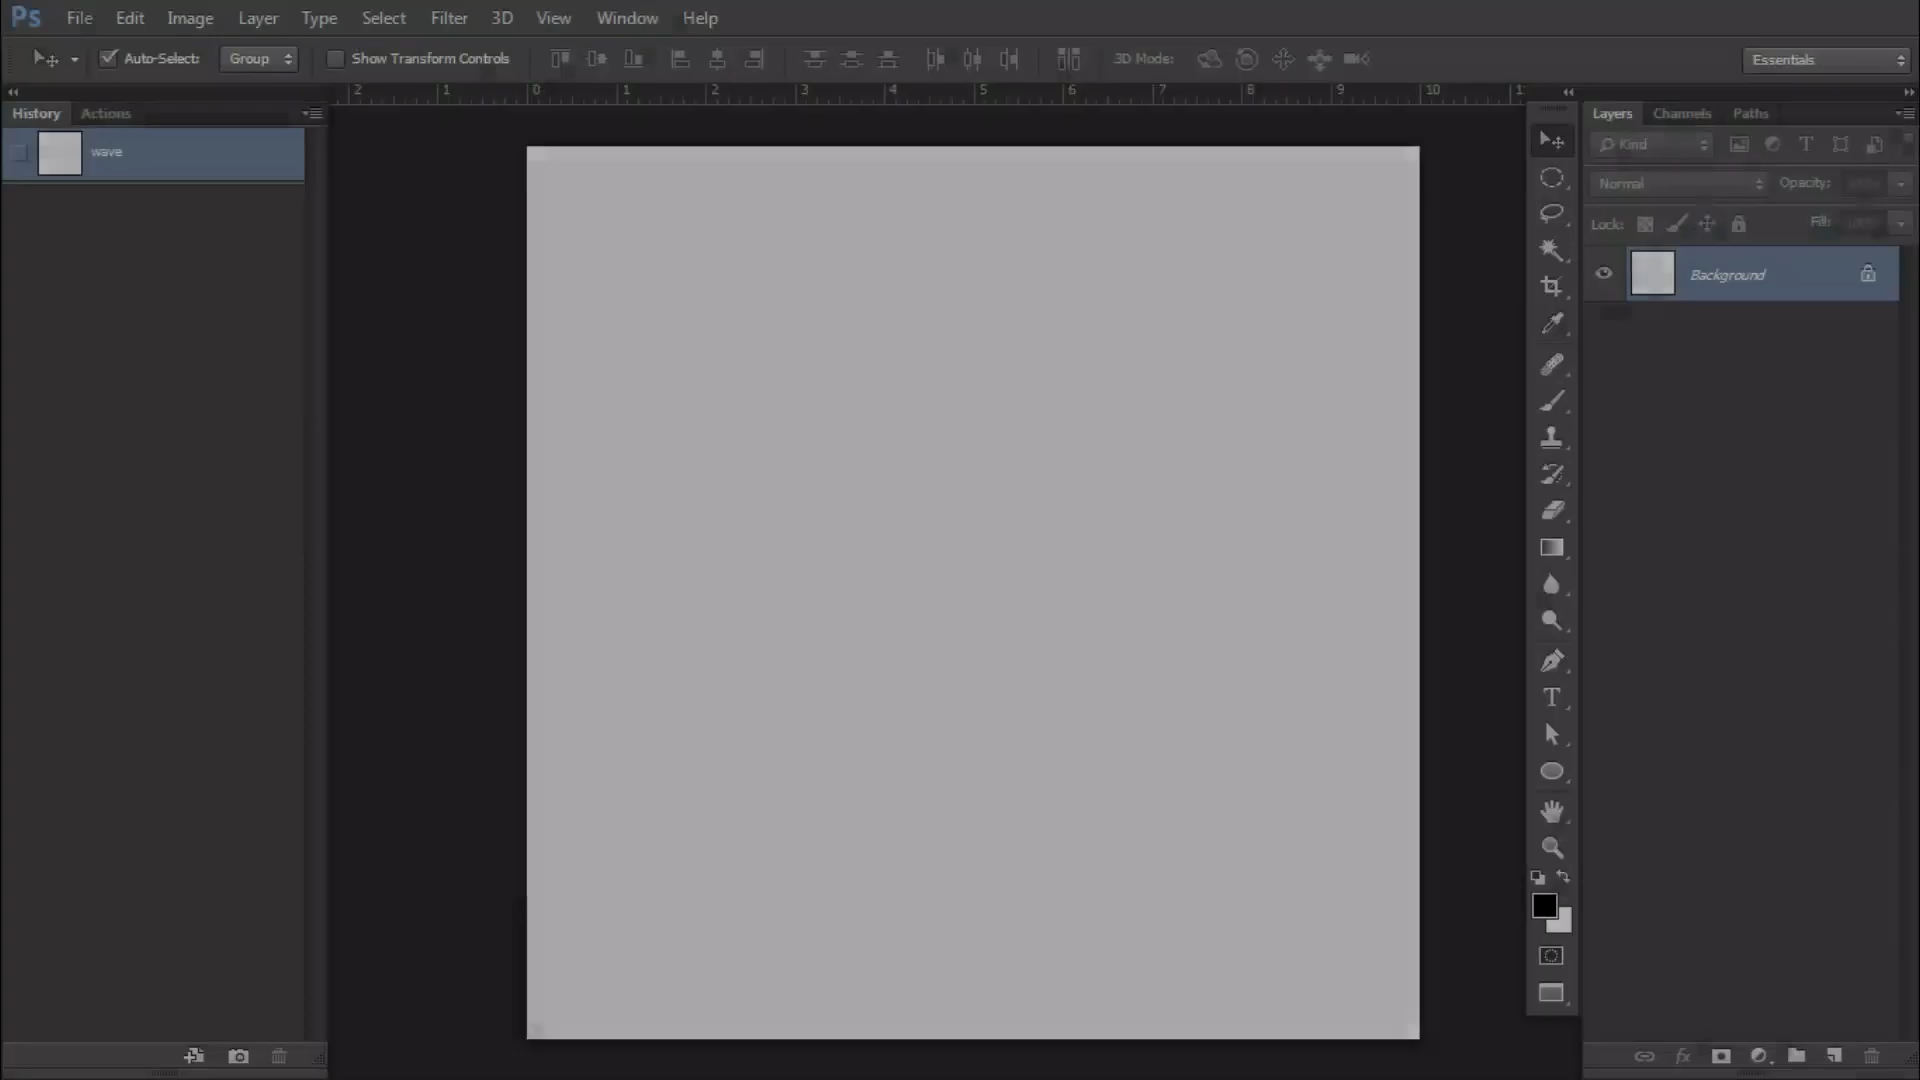 Ps File Edit Image Layer Type Select Filter 3D View Window Help
Auto-Select: Group Show Transform Controls 3D Mode: Essentials
2 1 0 1 2 3 4 5 6 7 8 9 10
History Actions
wave
Layers Channels Paths
Kind
Normal Opacity:
Lock: Fill:
Background
T
fx